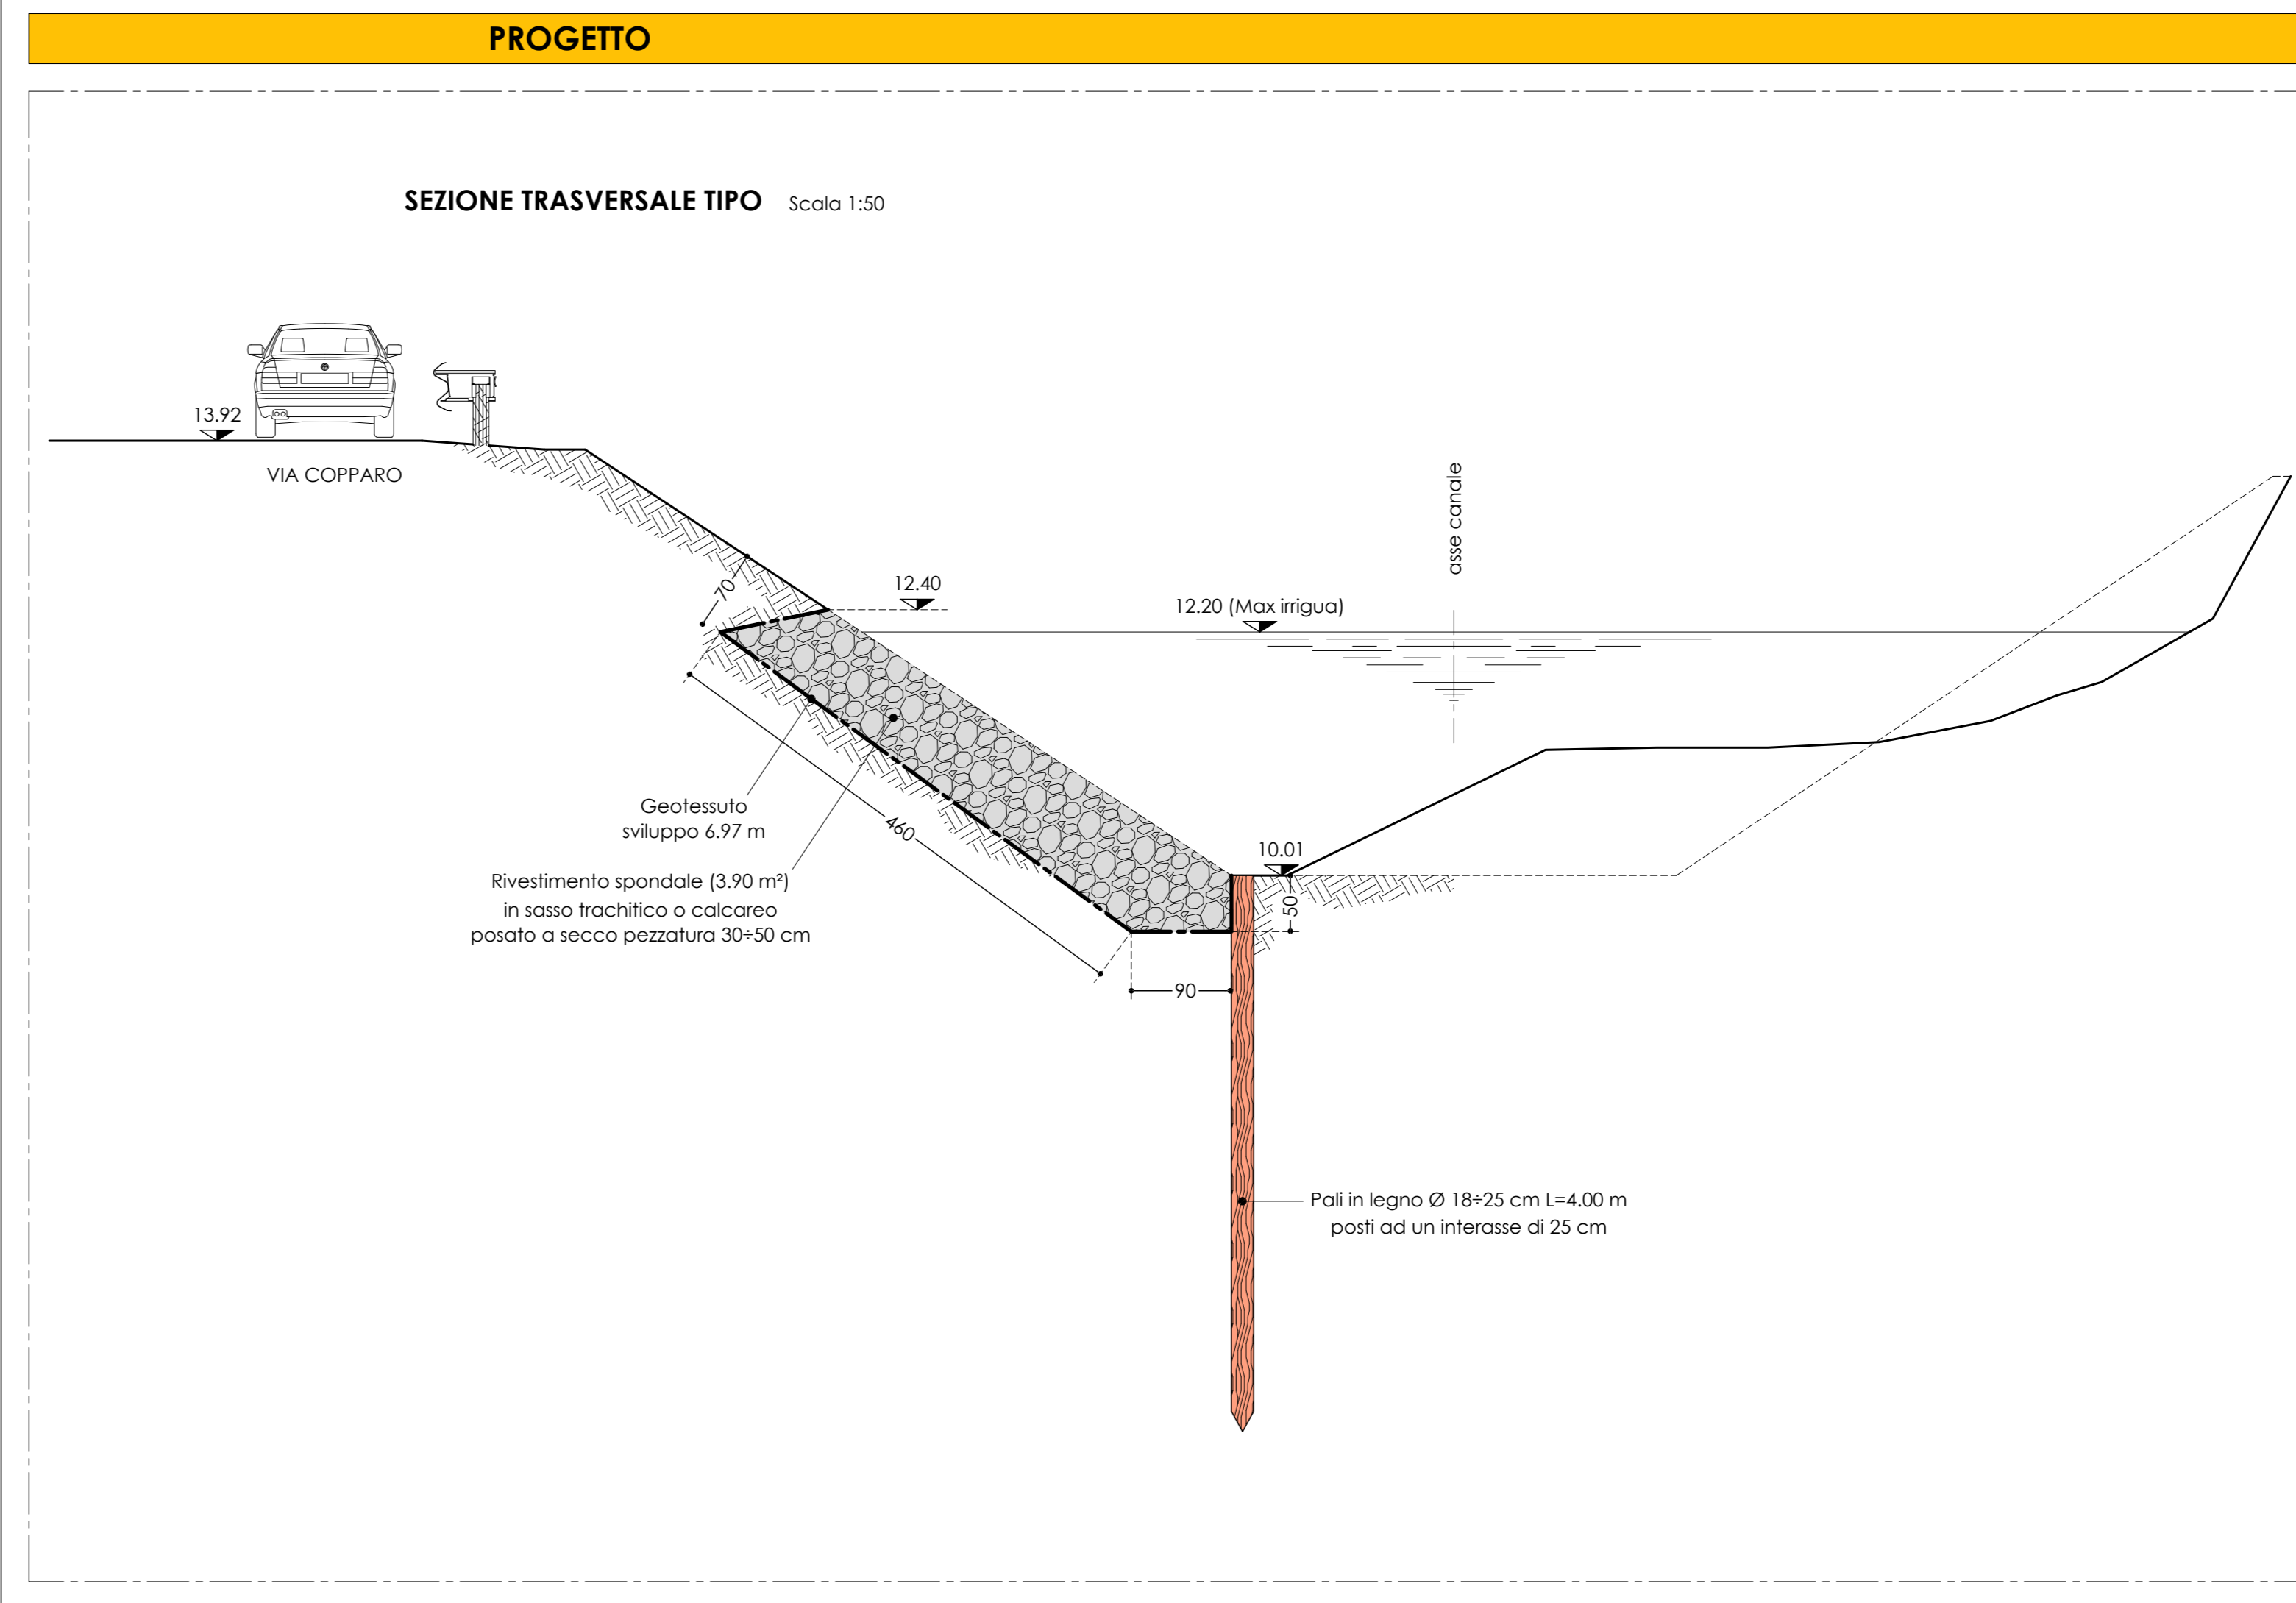 PROGETTO
SEZIONE TRASVERSALE TIPO Scala 1:50
13.92
VIA COPPARO
asse canale
70
12.40
12.20 (Max irrigua)
Geotessuto
sviluppo 6.97 m
460
10.01
50
Rivestimento spondale (3.90 m²)
in sasso trachitico o calcareo
posato a secco pezzatura 30÷50 cm
90
Pali in legno Ø 18÷25 cm L=4.00 m
posti ad un interasse di 25 cm